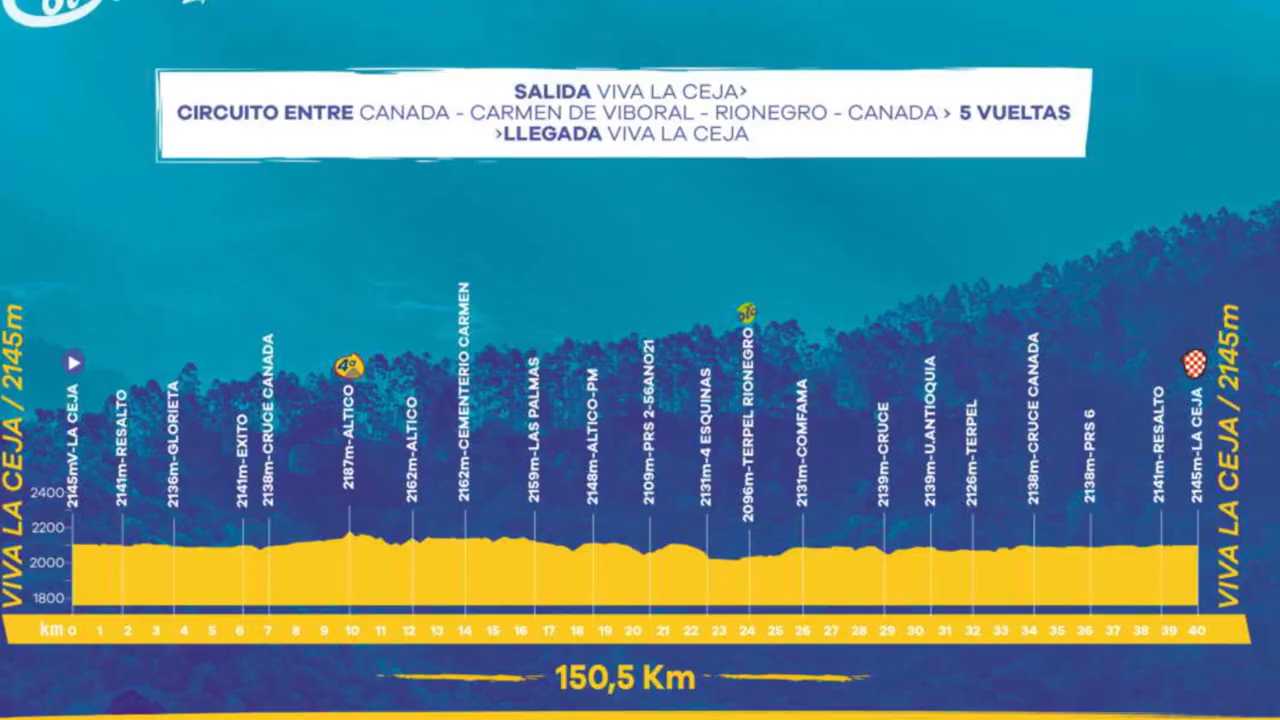 SALIDA VIVA LA CEJA>
CIRCUITO ENTRE CANADA - CARMEN DE VIBORAL - RIONEGRO - CANADA > 5 VUELTAS
>LLEGADA VIVA LA CEJA
VIVA LA CEJA / 2145m
2145mV-LA CEJA
2141m-RESALTO
2136m-GLORIETA
2141m-EXITO
2138m-CRUCE CANADA
4ª
2187m-ALTICO
2162m-ALTICO
2162m-CEMENTERIO CARMEN
2159m-LAS PALMAS
2148m-ALTICO-PM
2109m-PRS 2-56ANO21
2131m-4 ESQUINAS
2096m-TERPEL RIONEGRO
2131m-COMFAMA
2139m-CRUCE
2139m-U.ANTIOQUIA
2126m-TERPEL
2138m-CRUCE CANADA
2138m-PRS 6
2141m-RESALTO
2145m-LA CEJA
VIVA LA CEJA / 2145m
2400
2200
2000
1800
km 0 1 2 3 4 5 6 7 8 9 10 11 12 13 14 15 16 17 18 19 20 21 22 23 24 25 26 27 28 29 30 31 32 33 34 35 36 37 38 39 40
150,5 Km